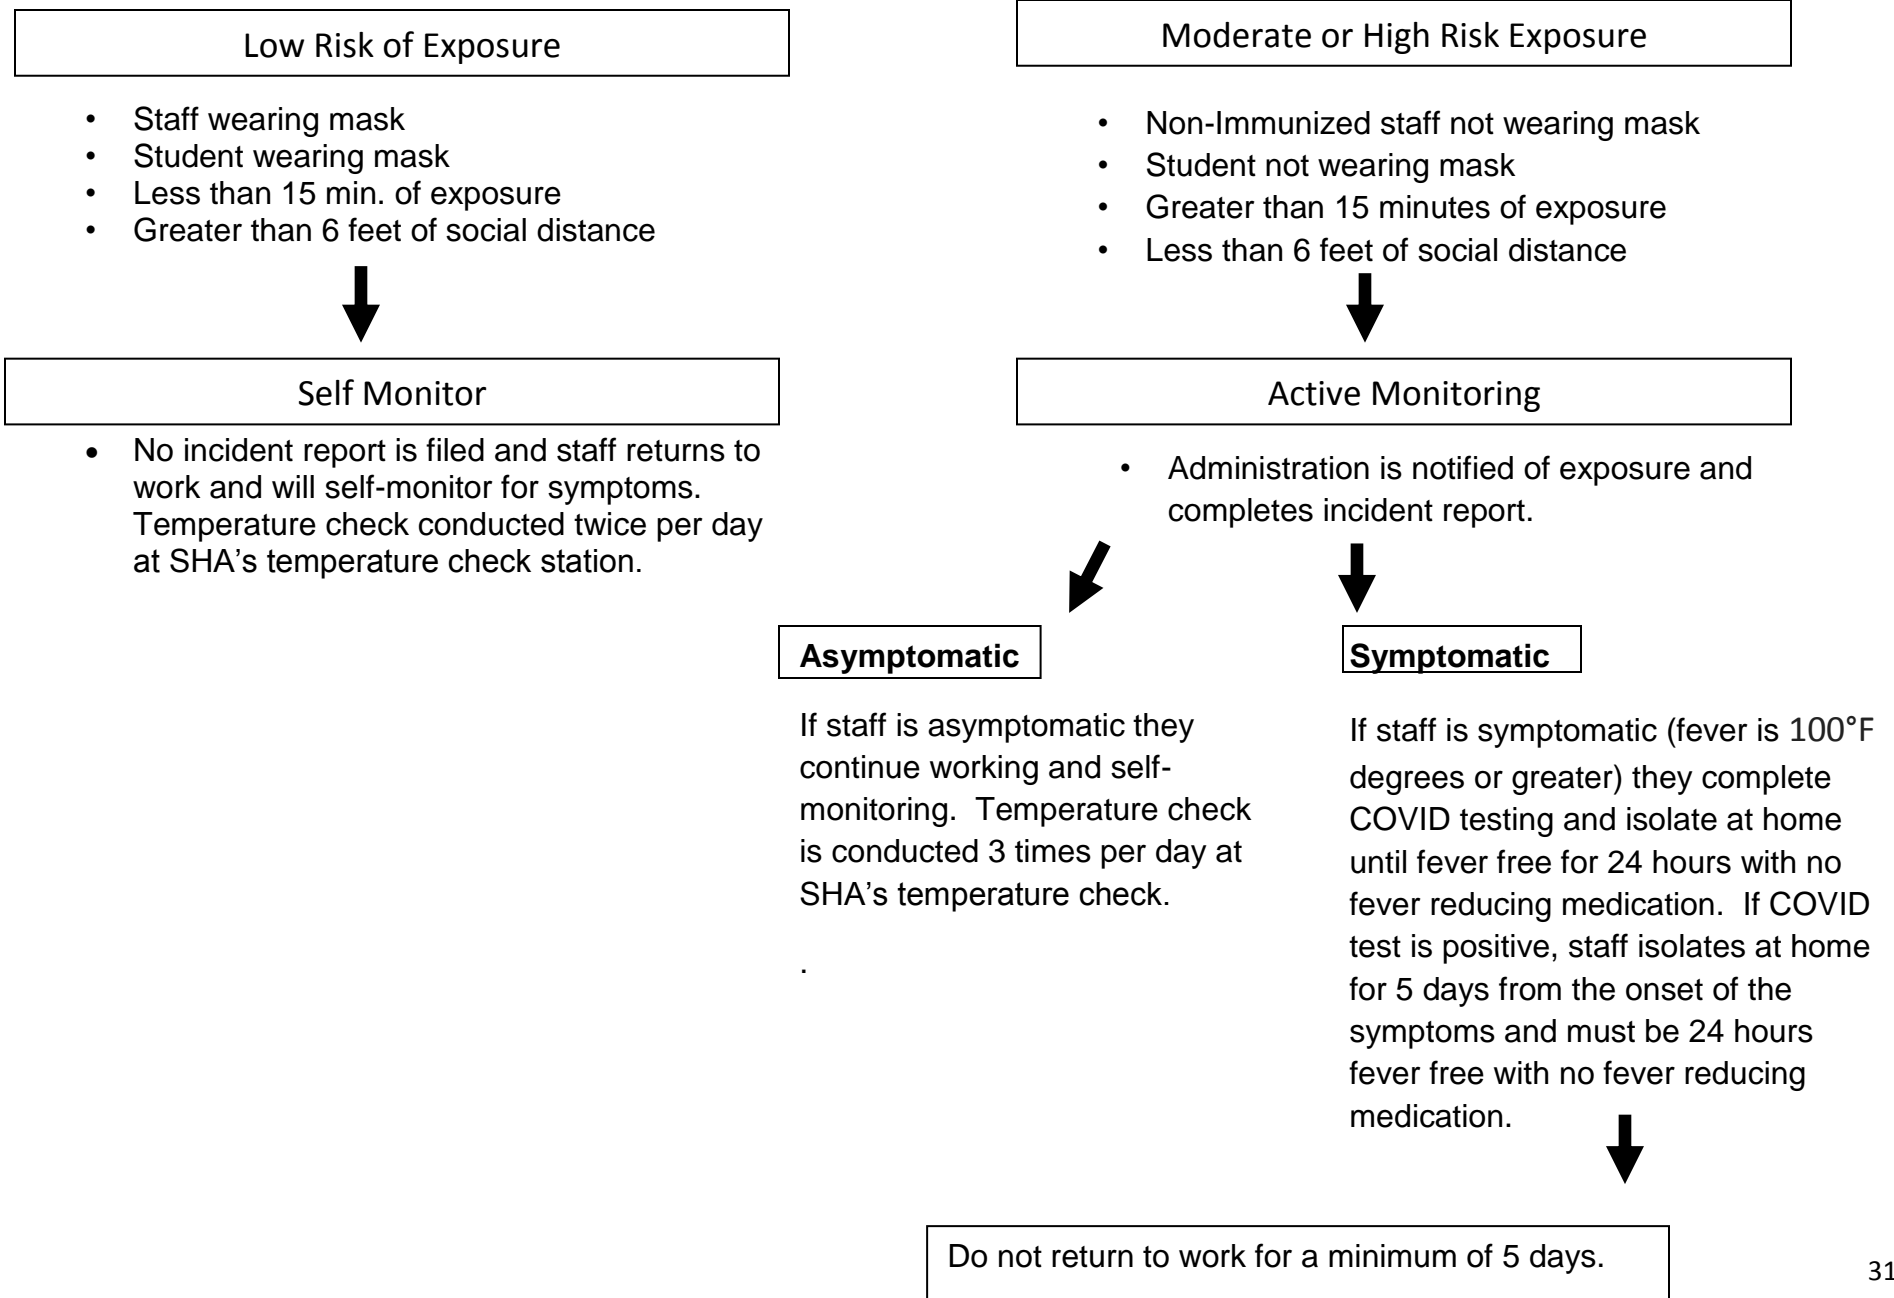 Low Risk of Exposure
• Staff wearing mask
• Student wearing mask
• Less than 15 min. of exposure
• Greater than 6 feet of social distance
Self Monitor
• No incident report is filed and staff returns to
work and will self-monitor for symptoms.
Temperature check conducted twice per day
at SHA’s temperature check station.
Moderate or High Risk Exposure
• Non-Immunized staff not wearing mask
• Student not wearing mask
• Greater than 15 minutes of exposure
• Less than 6 feet of social distance
Active Monitoring
• Administration is notified of exposure and
completes incident report.
Asymptomatic
If staff is asymptomatic they
continue working and self-
monitoring.  Temperature check
is conducted 3 times per day at
SHA’s temperature check.
.
Symptomatic
If staff is symptomatic (fever is 100°F
degrees or greater) they complete
COVID testing and isolate at home
until fever free for 24 hours with no
fever reducing medication.  If COVID
test is positive, staff isolates at home
for 5 days from the onset of the
symptoms and must be 24 hours
fever free with no fever reducing
medication.
Do not return to work for a minimum of 5 days.
31